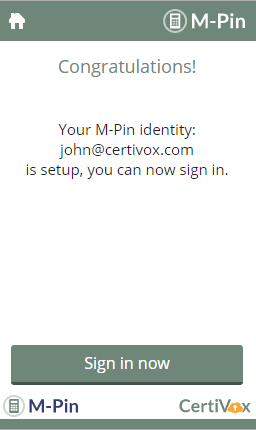 M-Pin
Congratulations!
Your M-Pin identity:
john@certivox.com
is setup, you can now sign in.
Sign in now
M-Pin
CertiVox